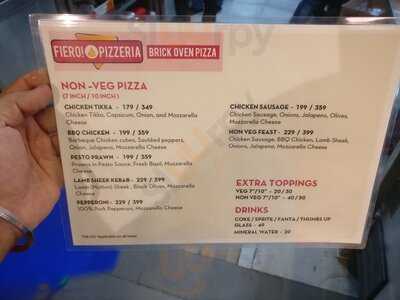 FIERO! PIZZERIA BRICK OVEN PIZZA
NON -VEG PIZZA
(7 INCH / 10 INCH )
CHICKEN TIKKA - 179 / 349
Chicken Tikka, Capsicum, Onion, and Mozzarella
Cheese
BBQ CHICKEN - 199 / 359
Barbeque Chicken cubes, Sautéed peppers,
Onion, Jalapeno, Mozzarella Cheese
PESTO PRAWN - 199 / 359
Prawns in Pesto Sauce, Fresh Basil, Mozzarella
Cheese
LAMB SHEEK KEBAB - 229 / 399
Lamb (Mutton) Sheek , Black Olives, Mozzarella
Cheese
PEPPERONI - 229 / 399
100% Pork Pepperoni, Mozzarella Cheese
CHICKEN SAUSAGE - 199 / 359
Chicken Sausage, Onions, Jalapeno, Olives,
Mozzarella Cheese
NON VEG FEAST - 229 / 399
Chicken Sausage, BBQ Chicken, Lamb Sheek,
Onions, Jalapeno, Mozzarella Cheese
EXTRA TOPPINGS
VEG 7"/10" - 20 / 30
NON VEG 7"/10" - 40 / 50
DRINKS
COKE / SPRITE / FANTA / THUMBS UP
GLASS - 49
MINERAL WATER - 20